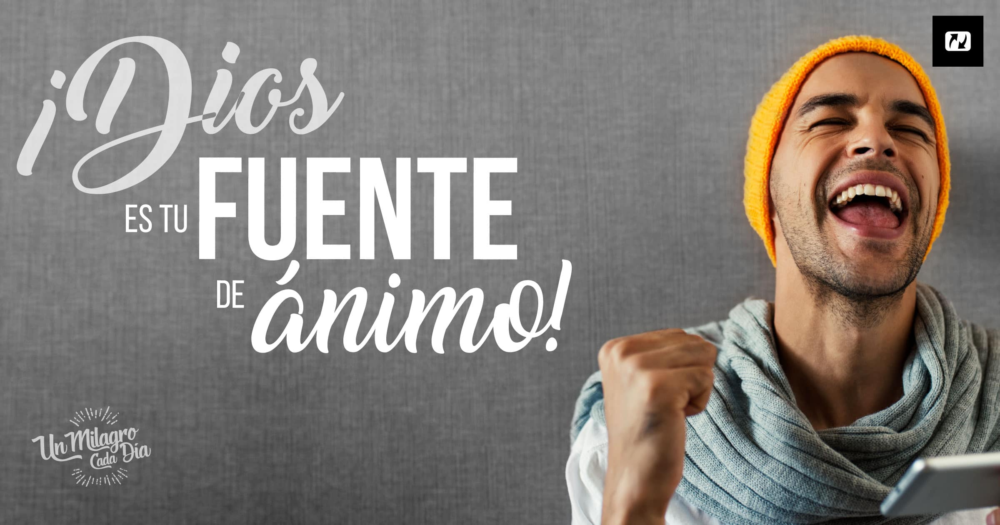 ¡Dios
ES TU FUENTE
DE ánimo!
Un Milagro
Cada Día